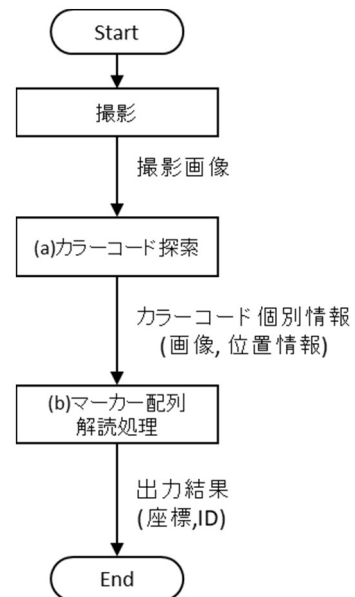 Start
撮影
撮影画像
(a)カラーコード探索
カラーコード個別情報
(画像, 位置情報)
(b)マーカー配列
解読処理
出力結果
(座標,ID)
End